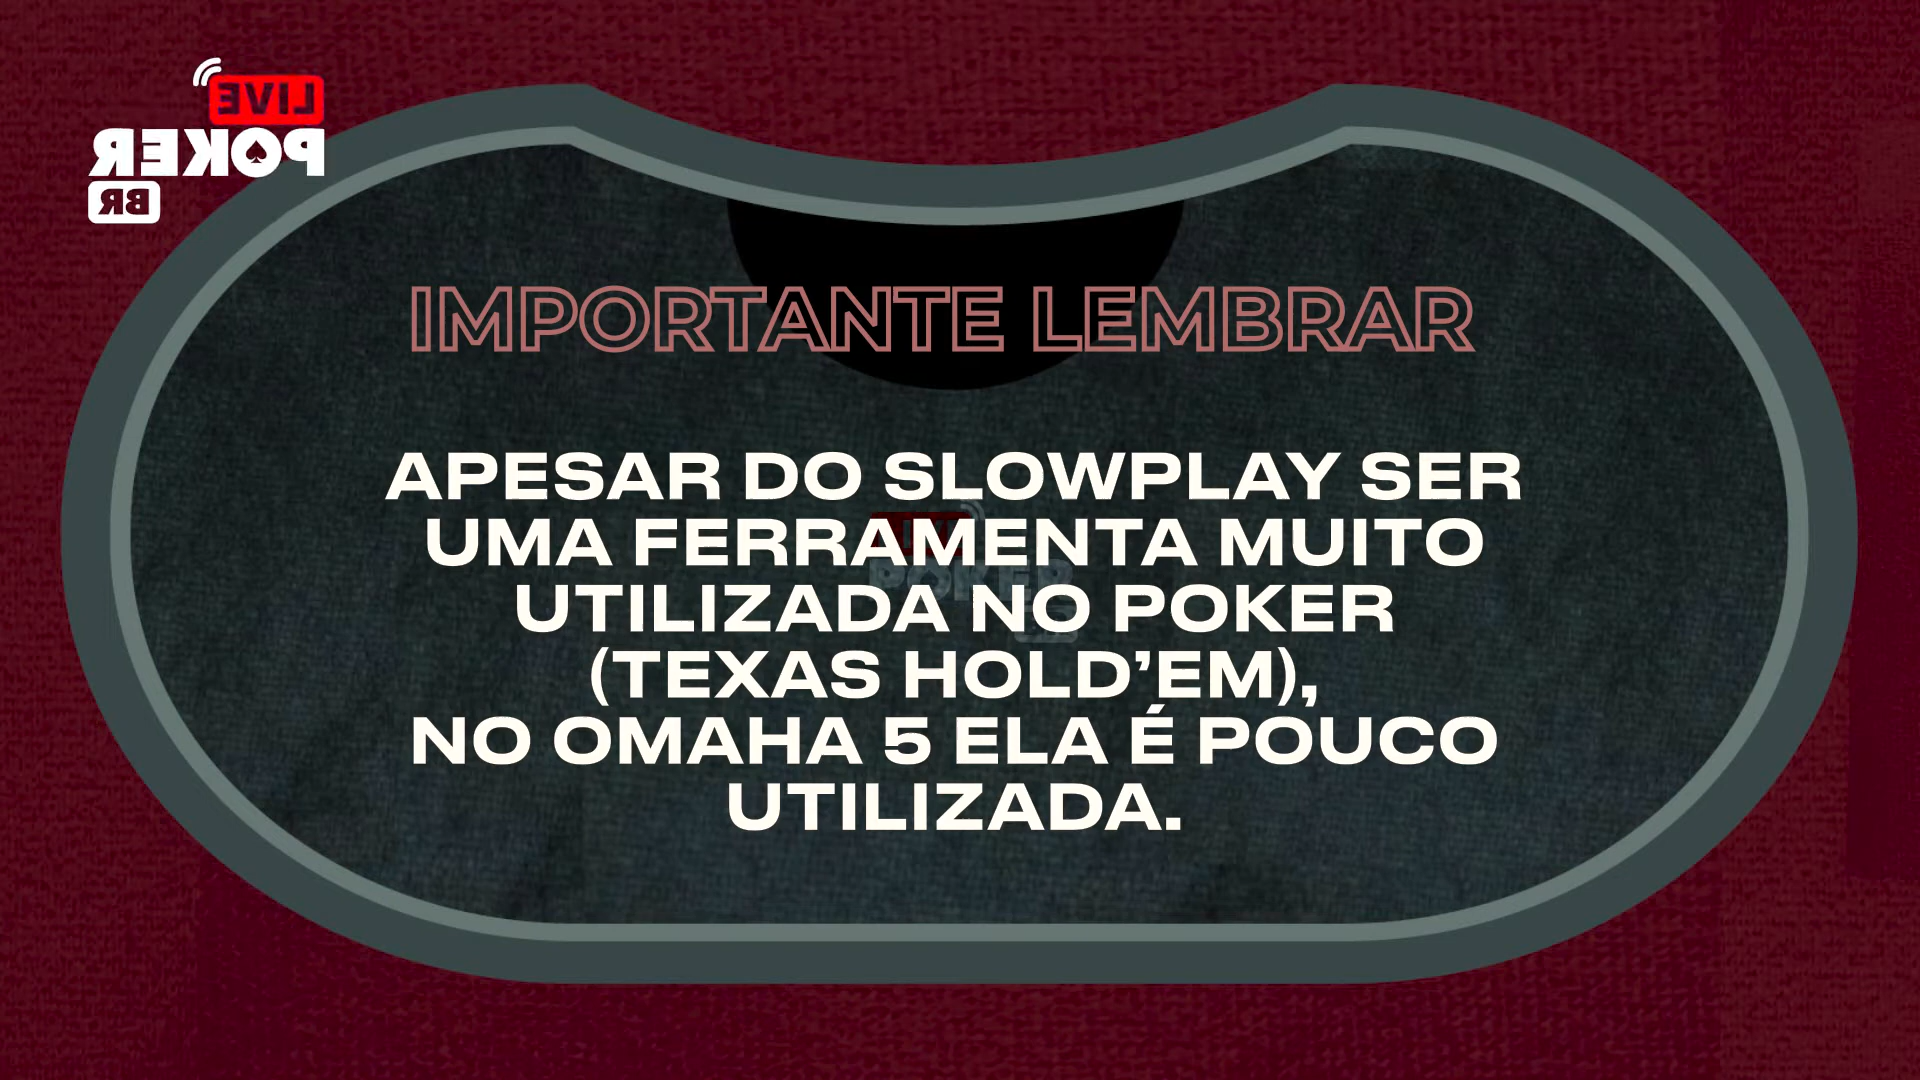 LIVE
POKER
BR
IMPORTANTE LEMBRAR
APESAR DO SLOWPLAY SER
UMA FERRAMENTA MUITO
UTILIZADA NO POKER
(TEXAS HOLD’EM),
NO OMAHA 5 ELA É POUCO
UTILIZADA.